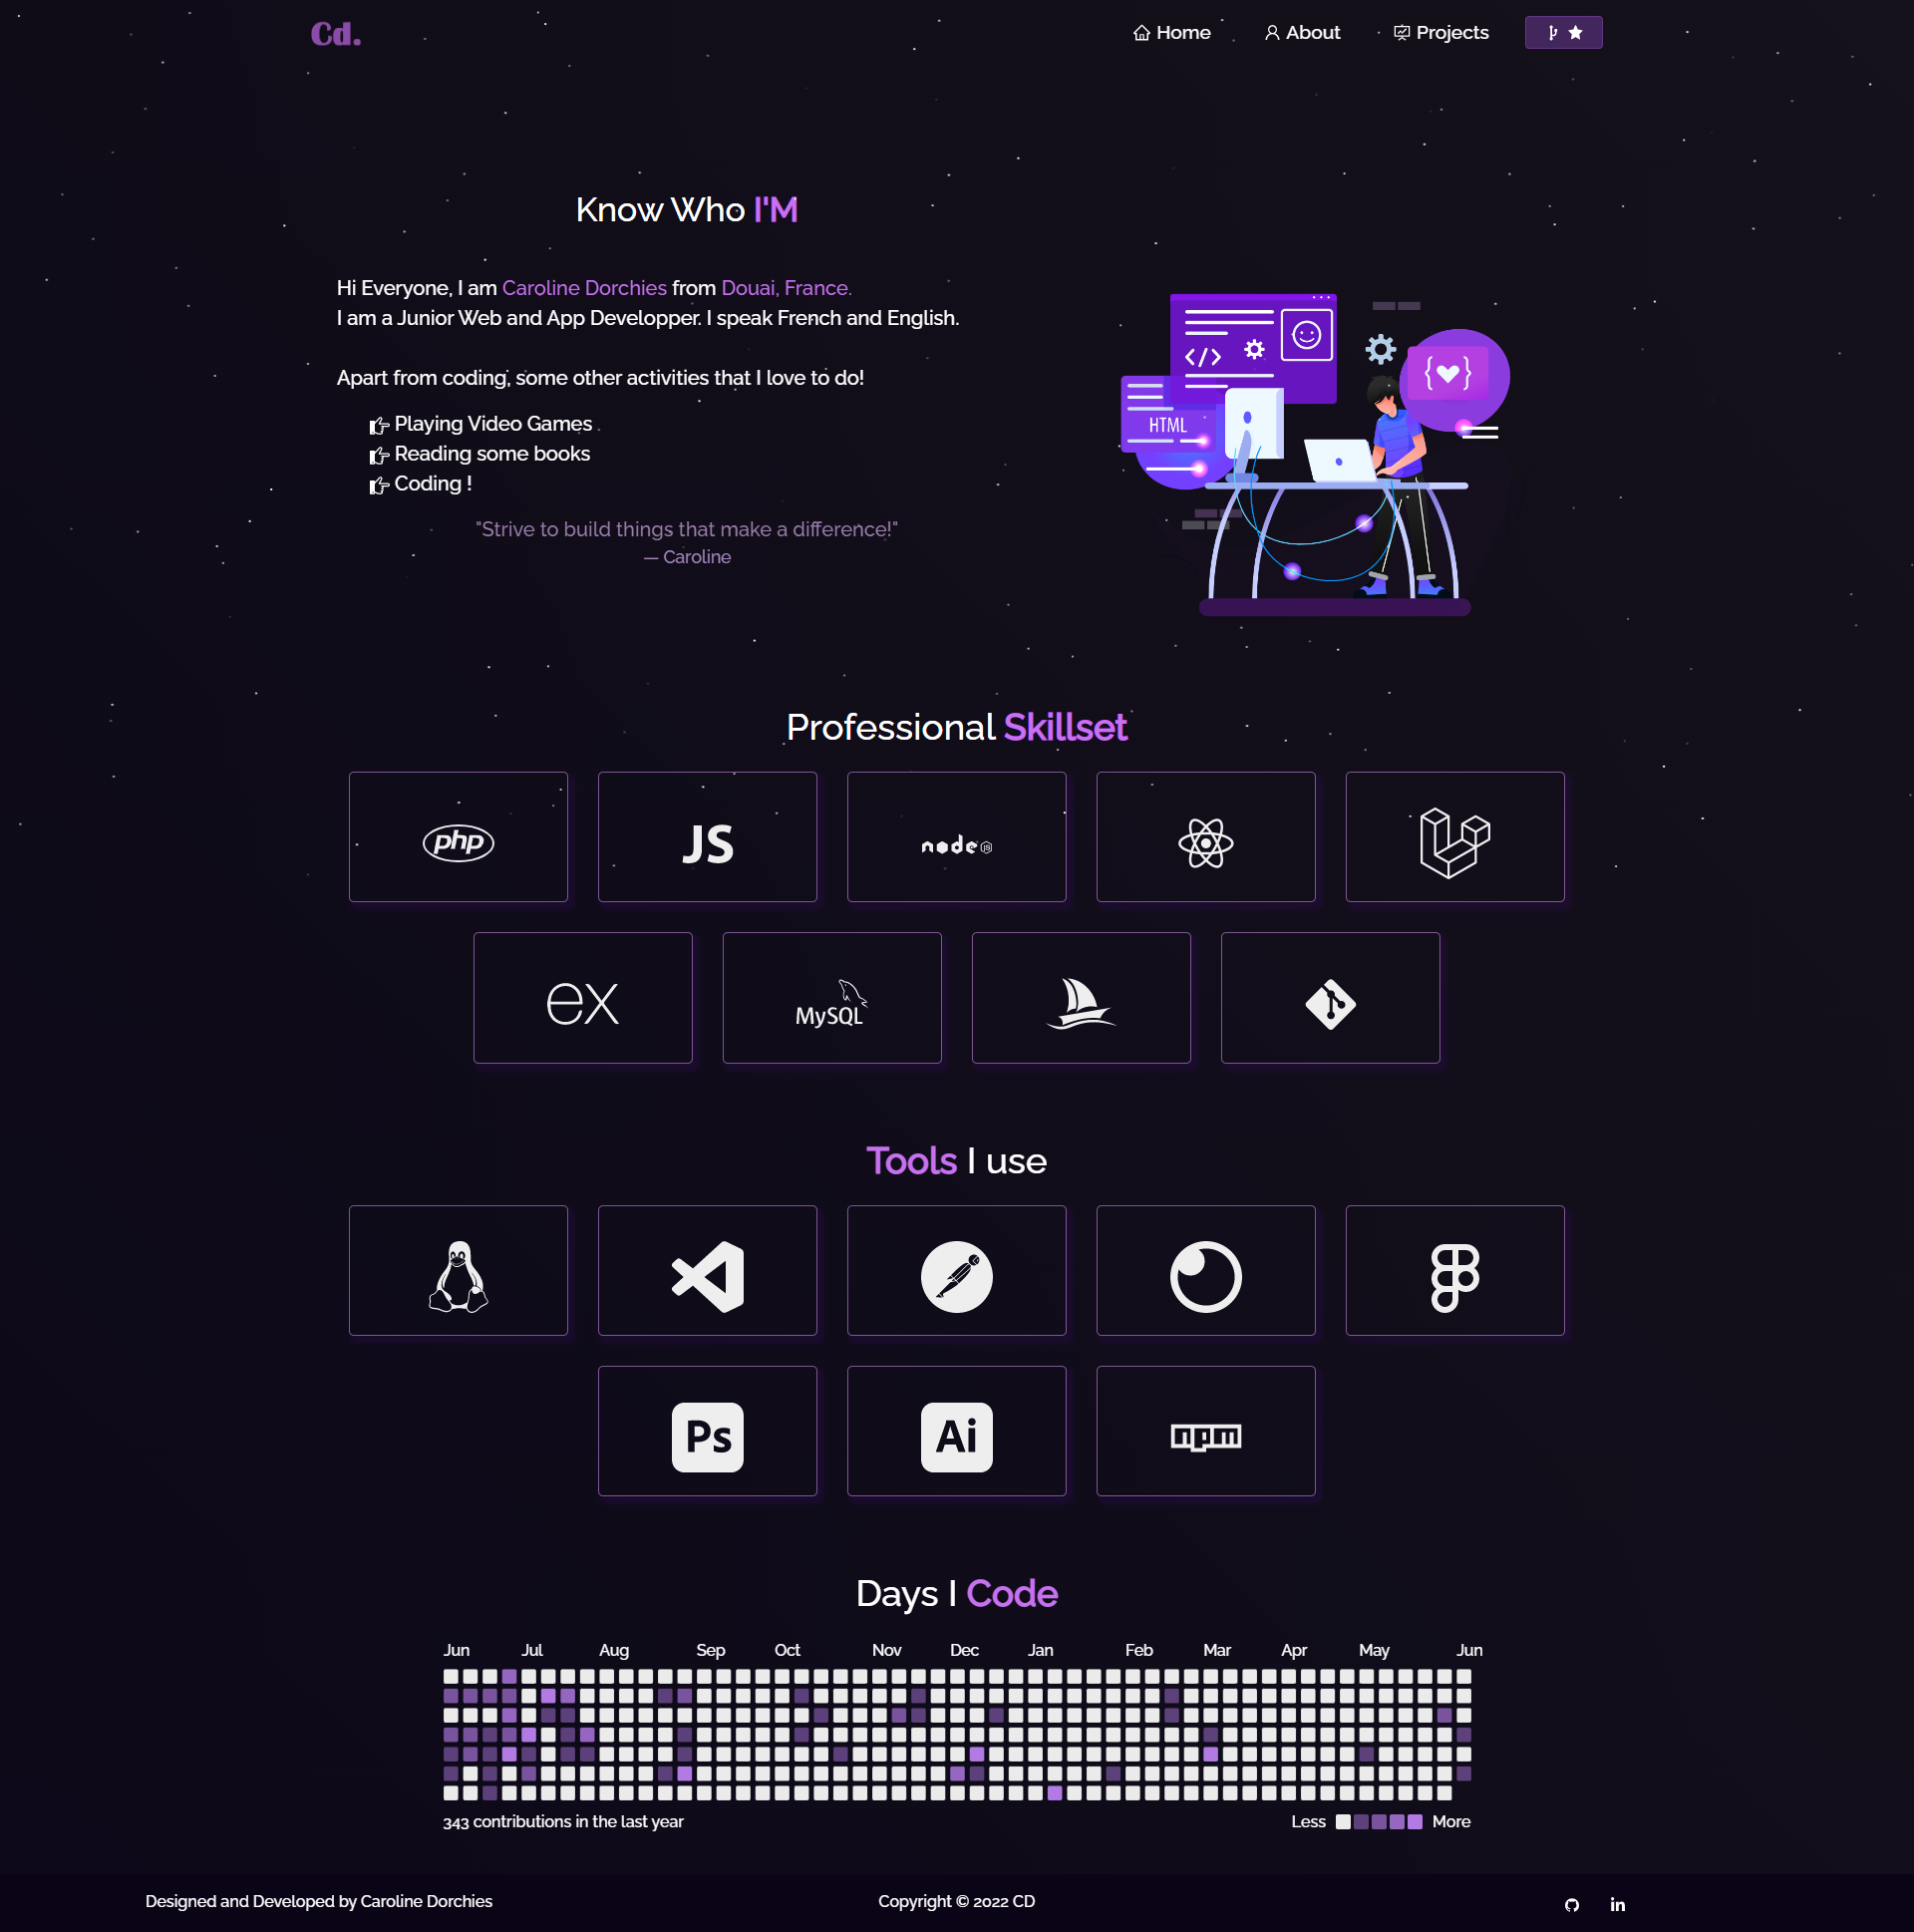 Cd.
Home
About
Projects
Know Who I'M
Hi Everyone, I am Caroline Dorchies from Douai, France.
I am a Junior Web and App Developper. I speak French and English.
Apart from coding, some other activities that I love to do!
Playing Video Games
Reading some books
Coding !
"Strive to build things that make a difference!"
— Caroline
</>
HTML
{ }
Professional Skillset
php
JS
node JS
ex
MySQL
Tools I use
Ps
Ai
npm
Days I Code
Jun Jul Aug Sep Oct Nov Dec Jan Feb Mar Apr May Jun
343 contributions in the last year
Less More
Designed and Developed by Caroline Dorchies
Copyright © 2022 CD
in